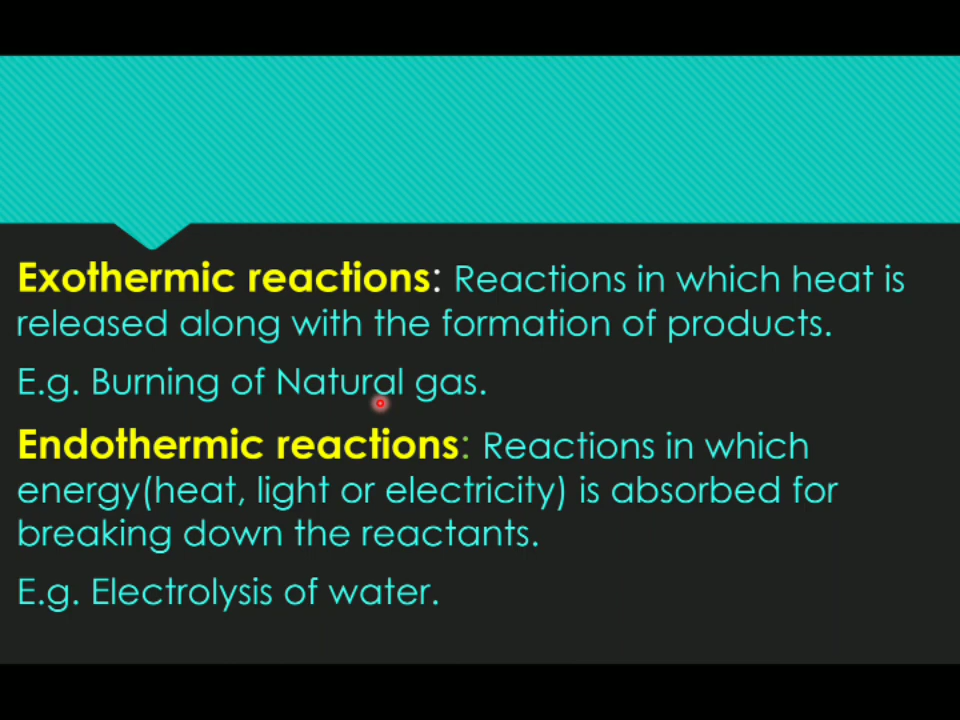 Exothermic reactions: Reactions in which heat is
released along with the formation of products.
E.g. Burning of Natural gas.
Endothermic reactions: Reactions in which
energy(heat, light or electricity) is absorbed for
breaking down the reactants.
E.g. Electrolysis of water.